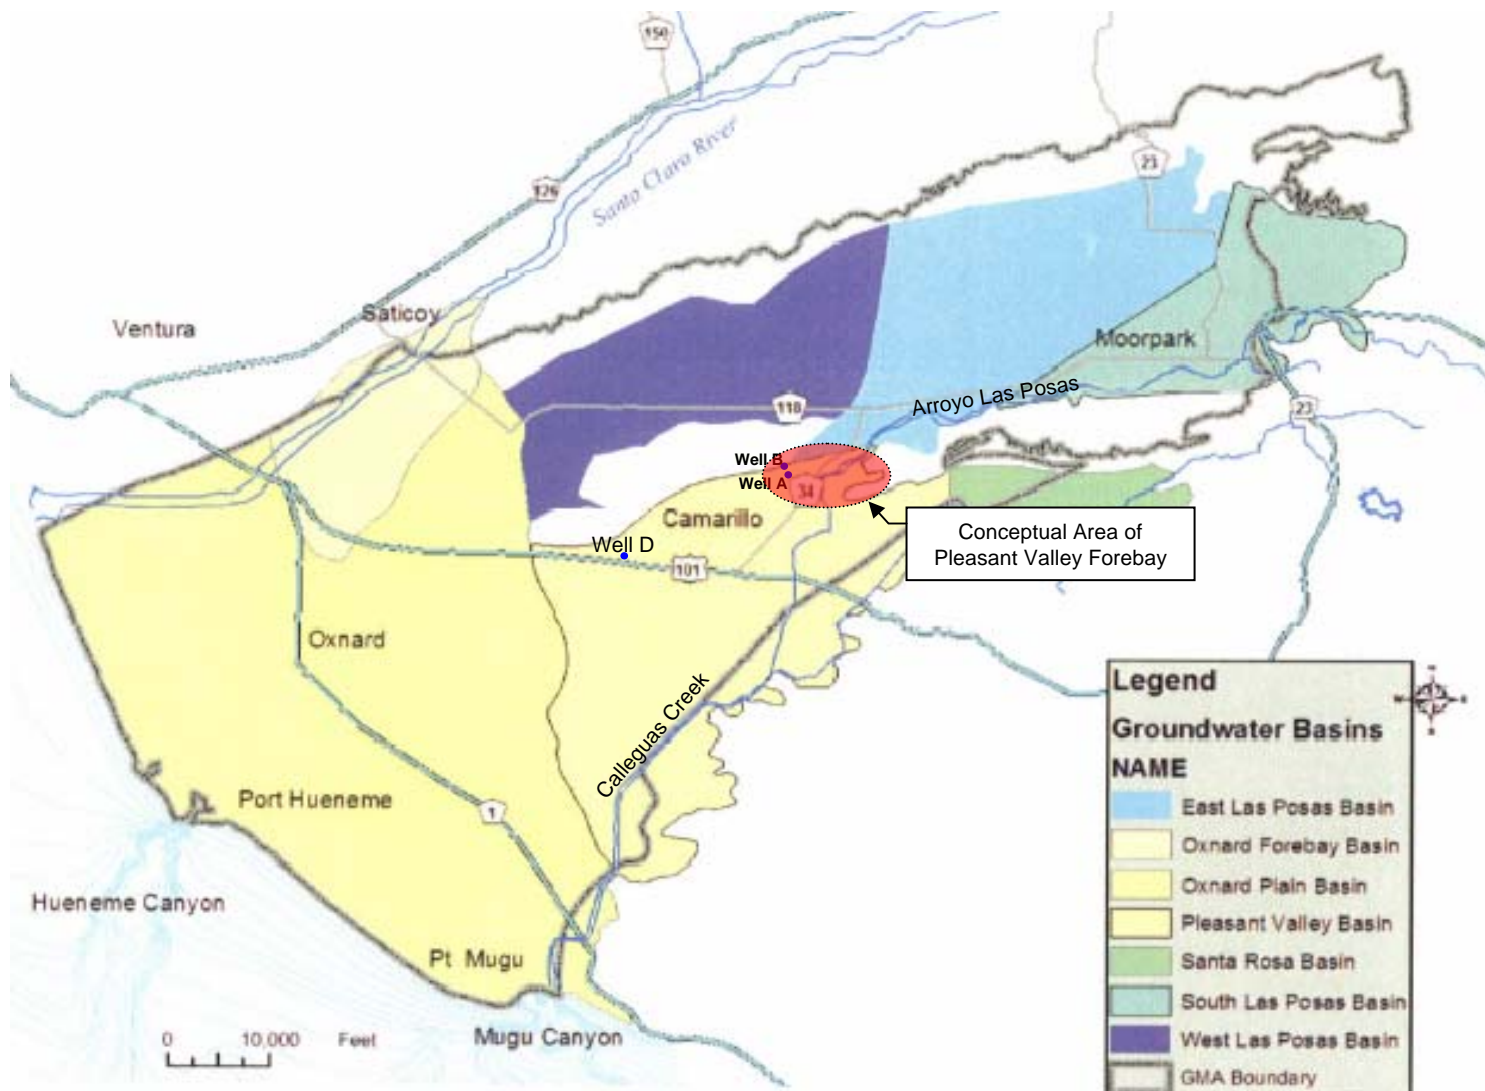 150
126
Santa Clara River
23
Saticoy
Ventura
Moorpark
Arroyo Las Posas
118
23
Well B
Well A
34
Camarillo
Conceptual Area of
Pleasant Valley Forebay
Well D
101
Oxnard
Calleguas Creek
Port Hueneme
1
Hueneme Canyon
Pt Mugu
Mugu Canyon
0 10,000 Feet
Legend
Groundwater Basins
NAME
East Las Posas Basin
Oxnard Forebay Basin
Oxnard Plain Basin
Pleasant Valley Basin
Santa Rosa Basin
South Las Posas Basin
West Las Posas Basin
GMA Boundary